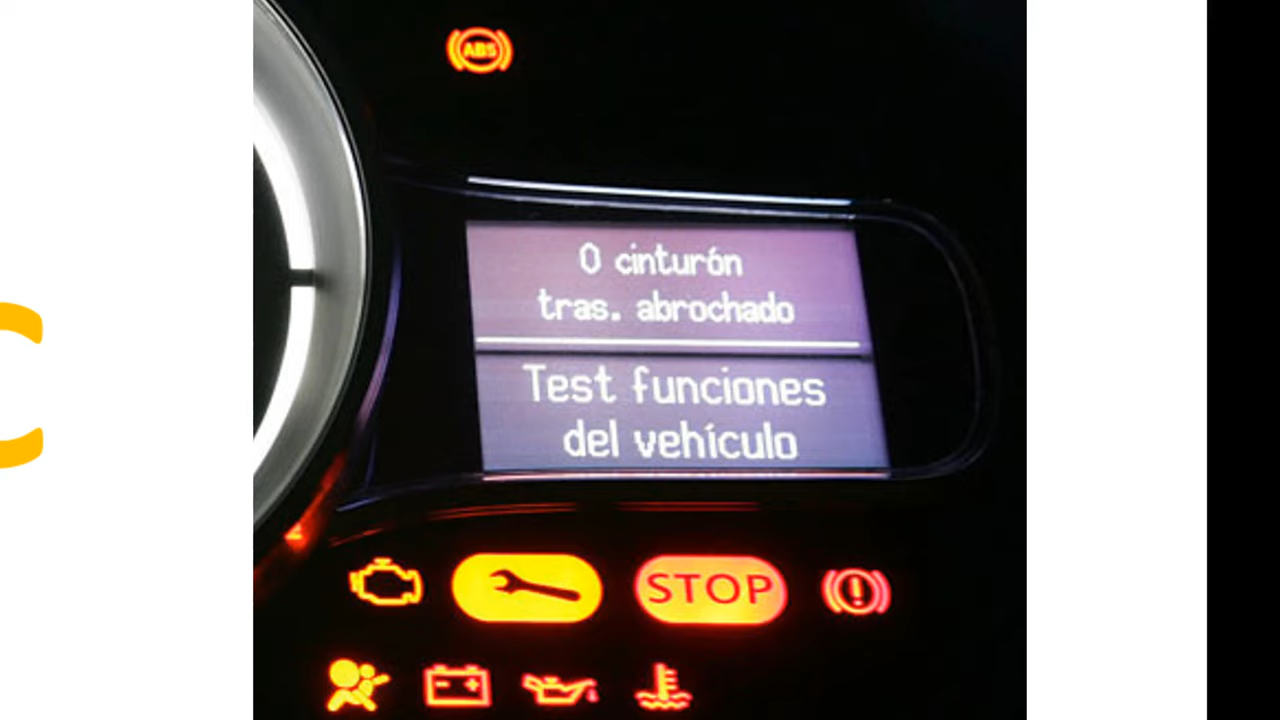 ABS
0 cinturón
tras. abrochado
Test funciones
del vehículo
STOP